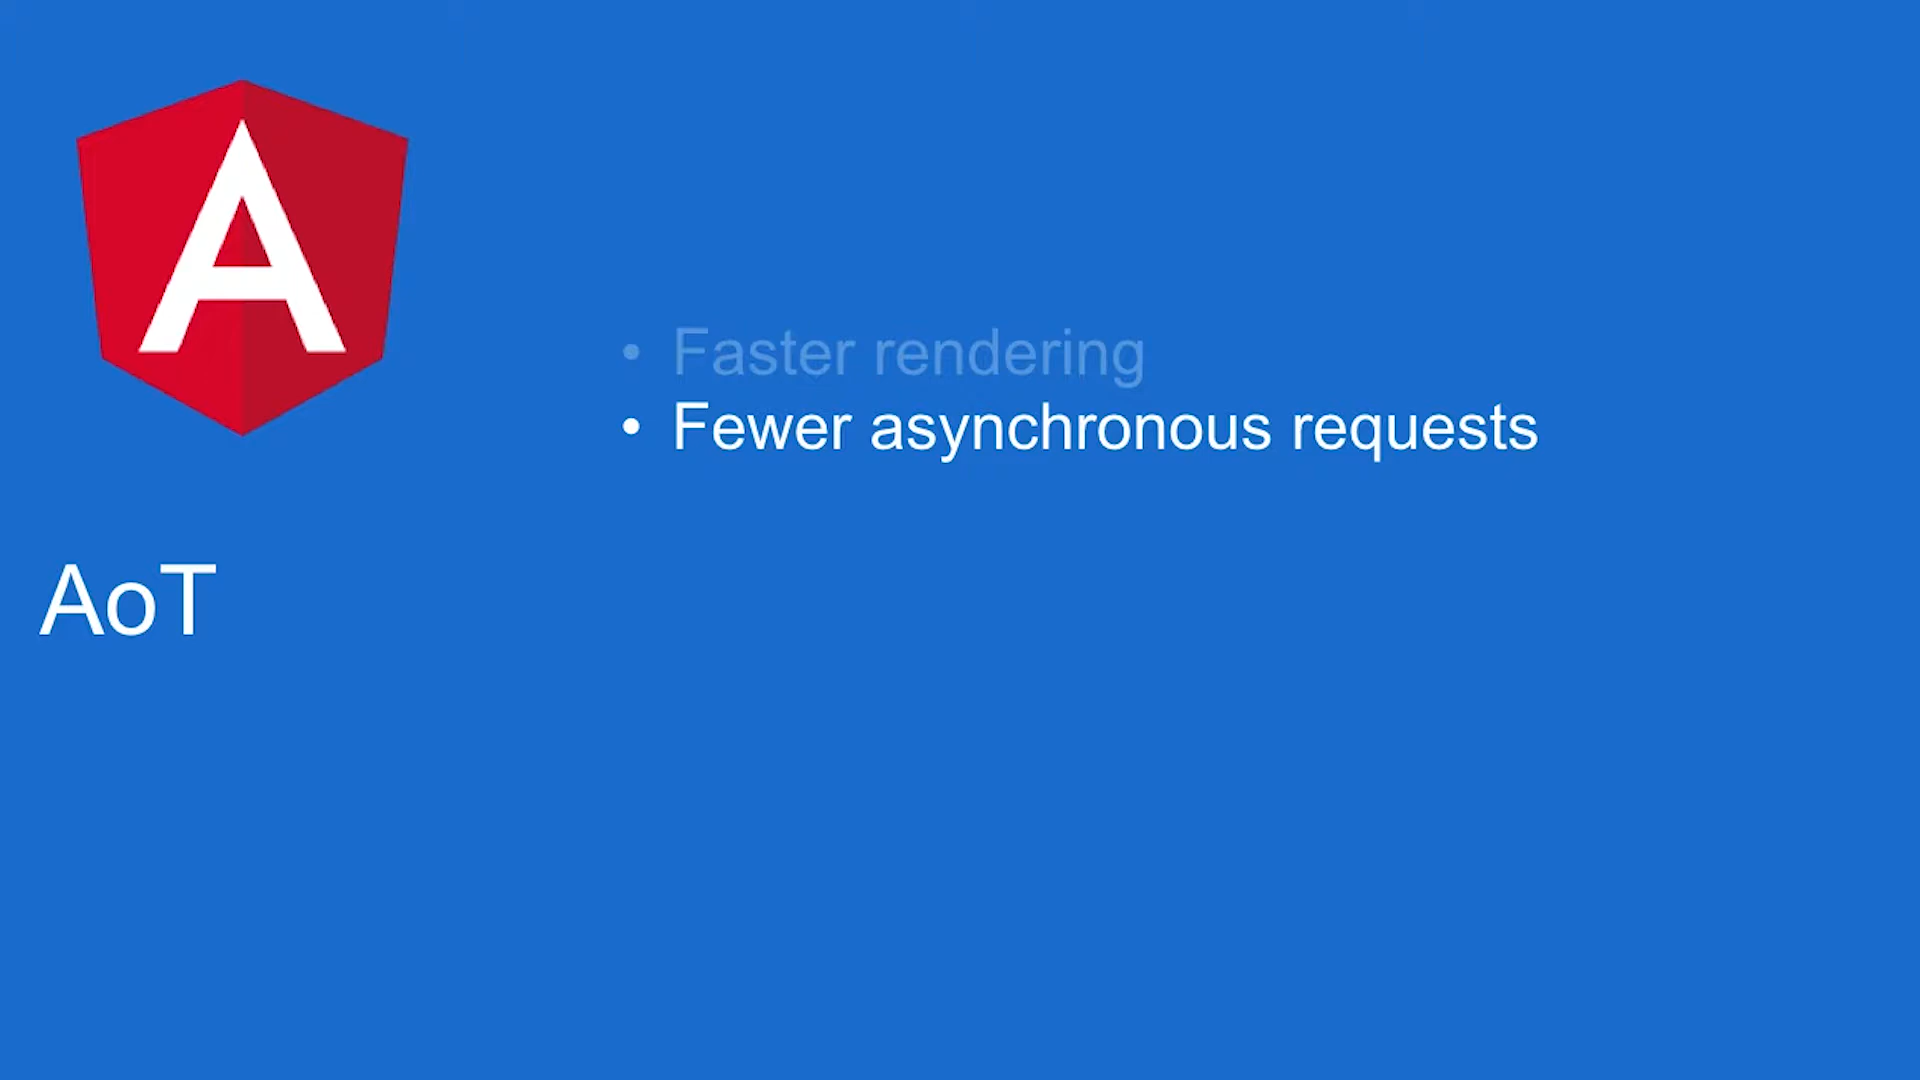 • Faster rendering
• Fewer asynchronous requests
AoT